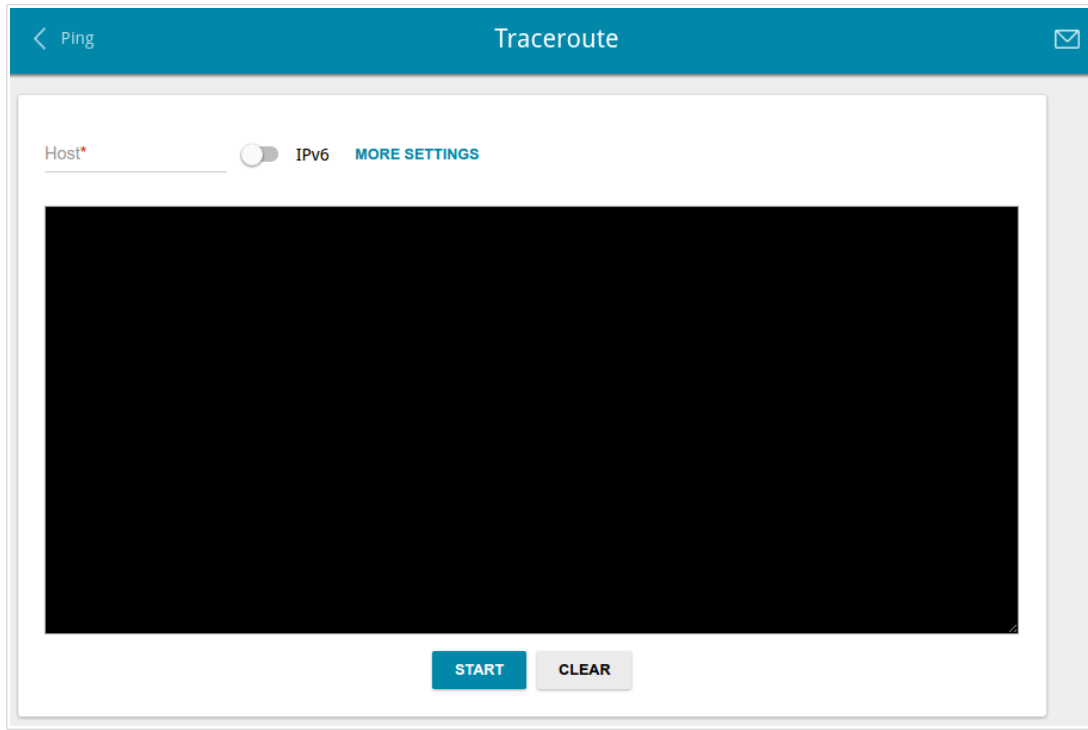 Ping
Traceroute
Host*
IPv6
MORE SETTINGS
START
CLEAR